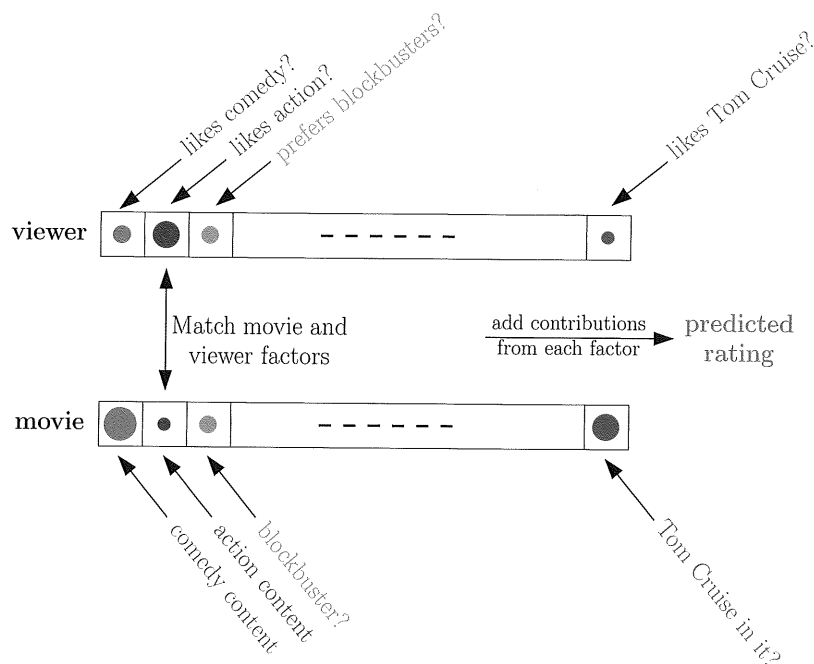 likes comedy?
likes action?
prefers blockbusters?
likes Tom Cruise?
viewer
Match movie and
viewer factors
add contributions
from each factor
predicted
rating
movie
comedy content
action content
blockbuster?
Tom Cruise in it?